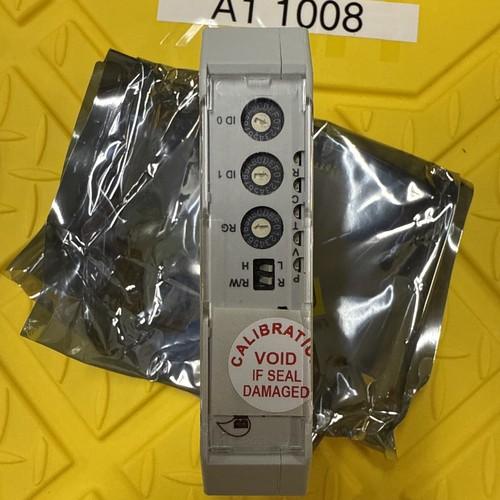 A1 1008
ID 0
ID 1
RG
R/W R
H L
R
C
T
V
P
CALIBRATIO
VOID
IF SEAL
DAMAGED